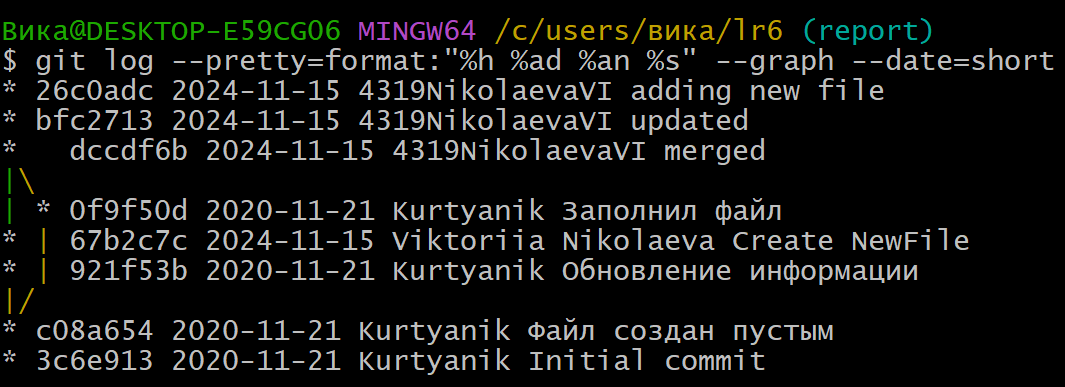 Вика@DESKTOP-E59CG06 MINGW64 /c/users/вика/lr6 (report)
$ git log --pretty=format:"%h %ad %an %s" --graph --date=short
* 26c0adc 2024-11-15 4319NikolaevaVI adding new file
* bfc2713 2024-11-15 4319NikolaevaVI updated
*   dccdf6b 2024-11-15 4319NikolaevaVI merged
|\
| * 0f9f50d 2020-11-21 Kurtyanik Заполнил файл
* | 67b2c7c 2024-11-15 Viktoriia Nikolaeva Create NewFile
* | 921f53b 2020-11-21 Kurtyanik Обновление информации
|/
* c08a654 2020-11-21 Kurtyanik Файл создан пустым
* 3c6e913 2020-11-21 Kurtyanik Initial commit